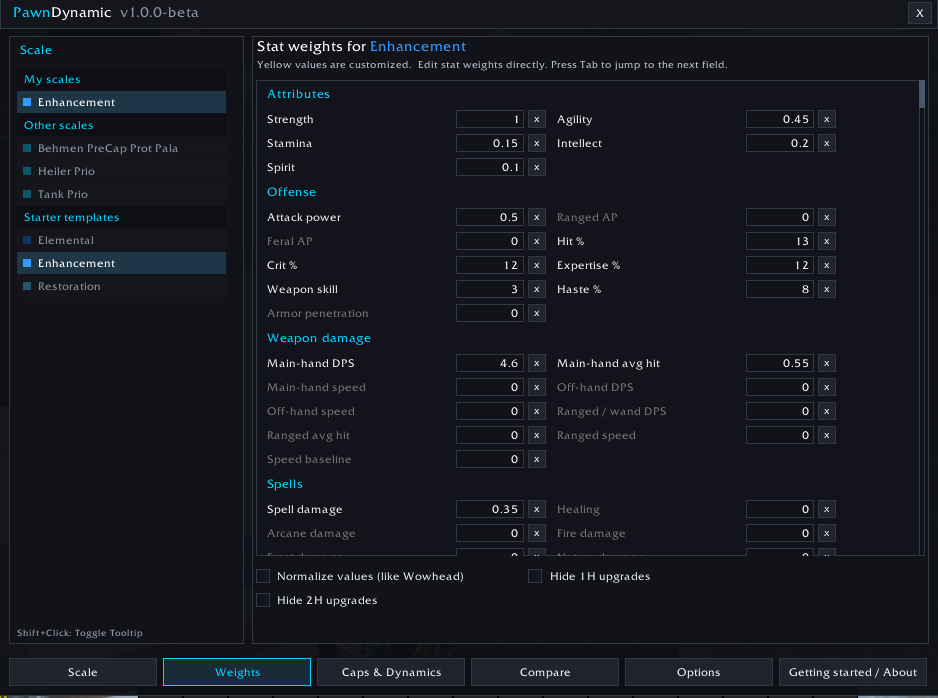 PawnDynamic v1.0.0-beta
X
Scale
My scales
Enhancement
Other scales
Behmen PreCap Prot Pala
Heiler Prio
Tank Prio
Starter templates
Elemental
Enhancement
Restoration
Shift+Click: Toggle Tooltip
Stat weights for Enhancement
Yellow values are customized. Edit stat weights directly. Press Tab to jump to the next field.
Attributes
Strength 1 x Agility 0.45 x
Stamina 0.15 x Intellect 0.2 x
Spirit 0.1 x
Offense
Attack power 0.5 x Ranged AP 0 x
Feral AP 0 x Hit % 13 x
Crit % 12 x Expertise % 12 x
Weapon skill 3 x Haste % 8 x
Armor penetration 0 x
Weapon damage
Main-hand DPS 4.6 x Main-hand avg hit 0.55 x
Main-hand speed 0 x Off-hand DPS 0 x
Off-hand speed 0 x Ranged / wand DPS 0 x
Ranged avg hit 0 x Ranged speed 0 x
Speed baseline 0 x
Spells
Spell damage 0.35 x Healing 0 x
Arcane damage 0 x Fire damage 0 x
Normalize values (like Wowhead) Hide 1H upgrades
Hide 2H upgrades
Scale Weights Caps & Dynamics Compare Options Getting started / About